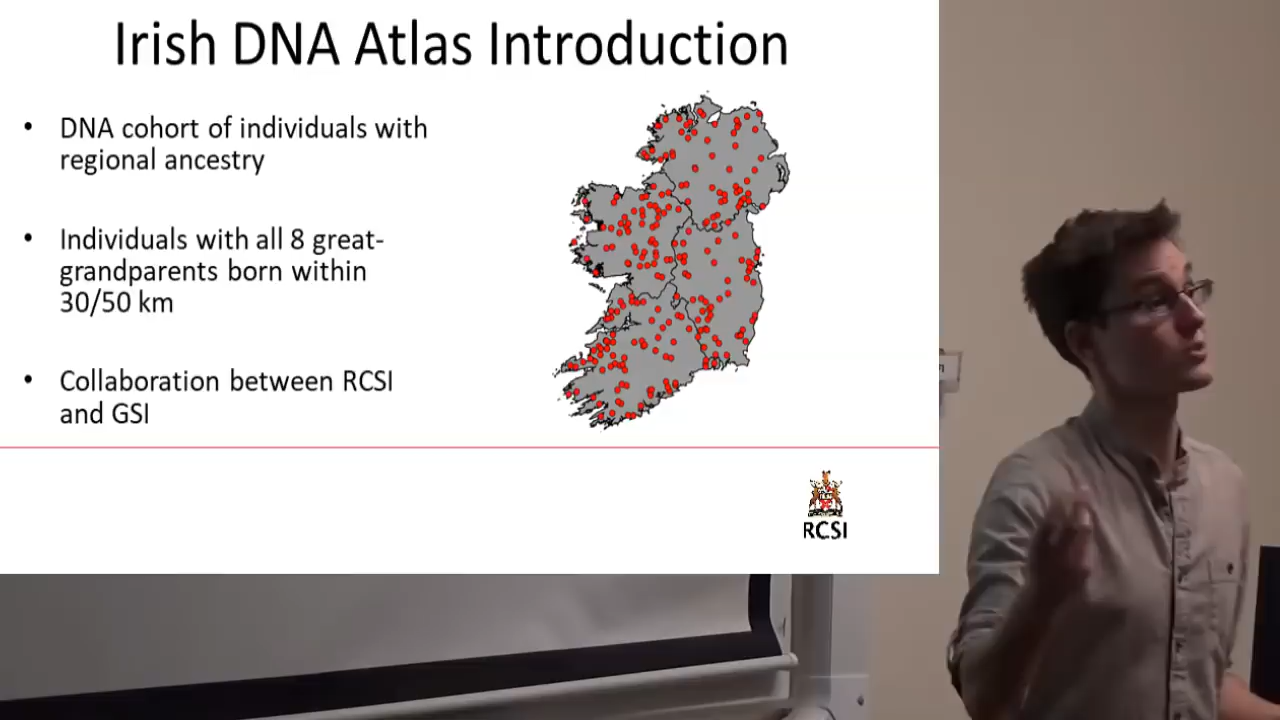 Irish DNA Atlas Introduction
• DNA cohort of individuals with
regional ancestry
• Individuals with all 8 great-
grandparents born within
30/50 km
• Collaboration between RCSI
and GSI
RCSI